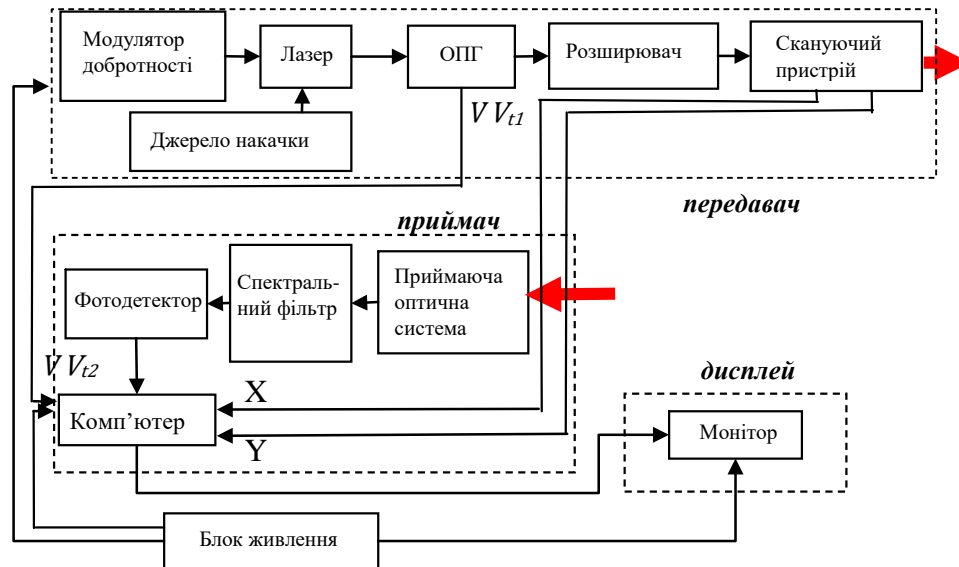 Модулятор
добротності
Лазер
ОПГ
Розширювач
Скануючий
пристрій
Джерело накачки
V Vt1
передавач
приймач
Фотодетектор
Спектраль-
ний фільтр
Приймаюча
оптична
система
V Vt2
Комп’ютер
X
Y
дисплей
Монітор
Блок живлення